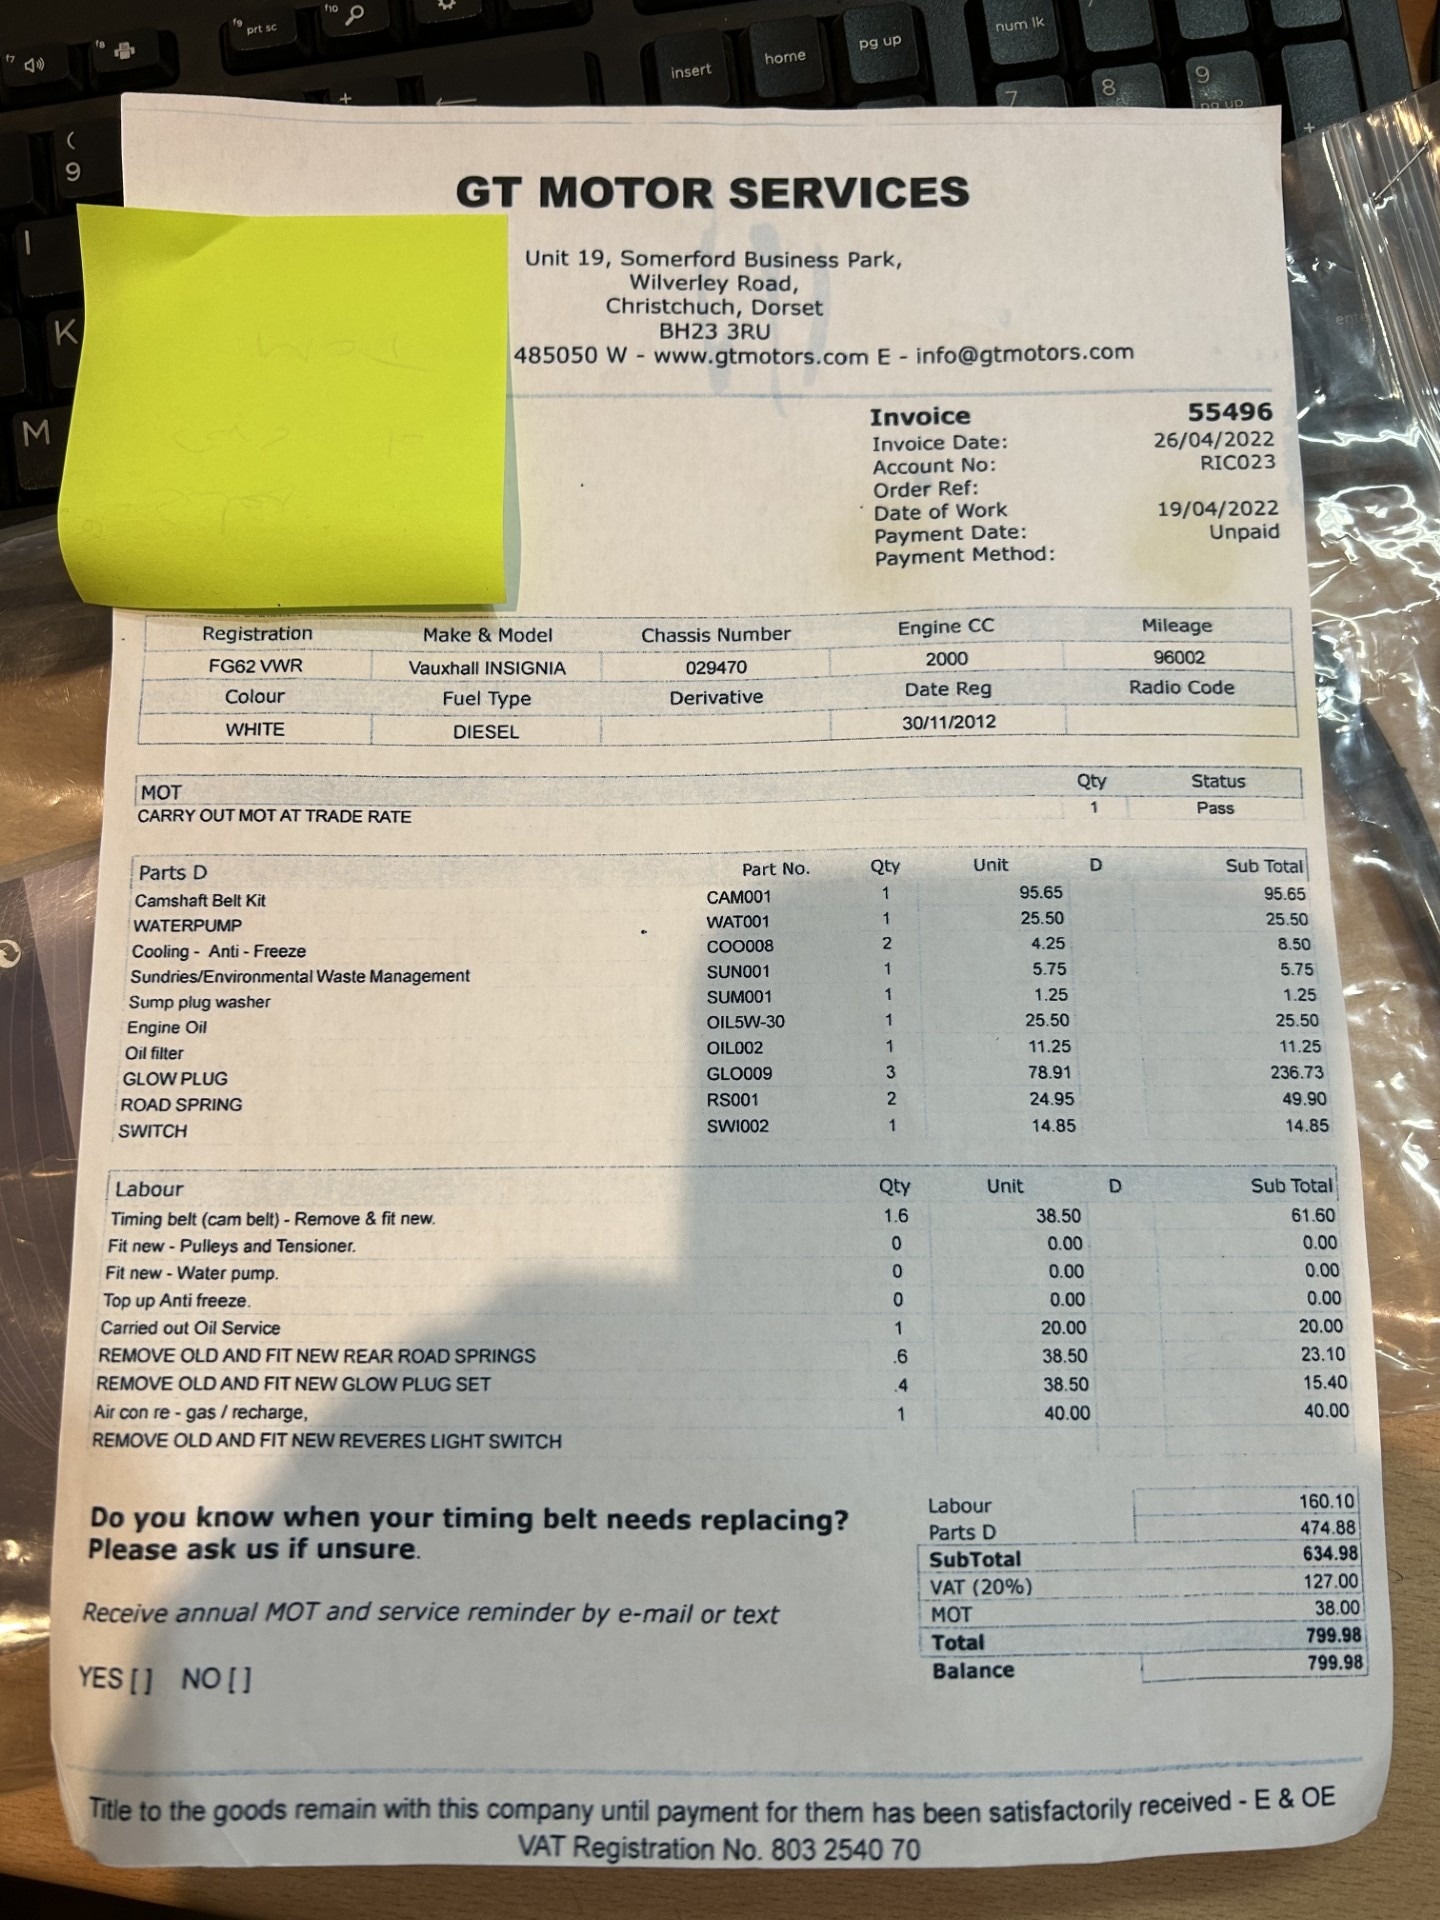 f7
f8
f9 prt sc
f10
insert
home
pg up
num lk
7
8
9
pg up
+
+
(
9
I
K
M
GT MOTOR SERVICES
Unit 19, Somerford Business Park,
Wilverley Road,
Christchuch, Dorset
BH23 3RU
485050 W - www.gtmotors.com E - info@gtmotors.com
Invoice 55496
Invoice Date: 26/04/2022
Account No: RIC023
Order Ref:
Date of Work 19/04/2022
Payment Date: Unpaid
Payment Method:
Registration Make & Model Chassis Number Engine CC Mileage
FG62 VWR Vauxhall INSIGNIA 029470 2000 96002
Colour Fuel Type Derivative Date Reg Radio Code
WHITE DIESEL 30/11/2012
MOT Qty Status
CARRY OUT MOT AT TRADE RATE 1 Pass
Parts D Part No. Qty Unit D Sub Total
Camshaft Belt Kit CAM001 1 95.65 95.65
WATERPUMP WAT001 1 25.50 25.50
Cooling - Anti - Freeze COO008 2 4.25 8.50
Sundries/Environmental Waste Management SUN001 1 5.75 5.75
Sump plug washer SUM001 1 1.25 1.25
Engine Oil OIL5W-30 1 25.50 25.50
Oil filter OIL002 1 11.25 11.25
GLOW PLUG GLO009 3 78.91 236.73
ROAD SPRING RS001 2 24.95 49.90
SWITCH SWI002 1 14.85 14.85
Labour Qty Unit D Sub Total
Timing belt (cam belt) - Remove & fit new. 1.6 38.50 61.60
Fit new - Pulleys and Tensioner. 0 0.00 0.00
Fit new - Water pump. 0 0.00 0.00
Top up Anti freeze. 0 0.00 0.00
Carried out Oil Service 1 20.00 20.00
REMOVE OLD AND FIT NEW REAR ROAD SPRINGS .6 38.50 23.10
REMOVE OLD AND FIT NEW GLOW PLUG SET .4 38.50 15.40
Air con re - gas / recharge, 1 40.00 40.00
REMOVE OLD AND FIT NEW REVERES LIGHT SWITCH
Do you know when your timing belt needs replacing?
Please ask us if unsure.
Receive annual MOT and service reminder by e-mail or text
YES [ ] NO [ ]
Labour 160.10
Parts D 474.88
SubTotal 634.98
VAT (20%) 127.00
MOT 38.00
Total 799.98
Balance 799.98
Title to the goods remain with this company until payment for them has been satisfactorily received - E & OE
VAT Registration No. 803 2540 70